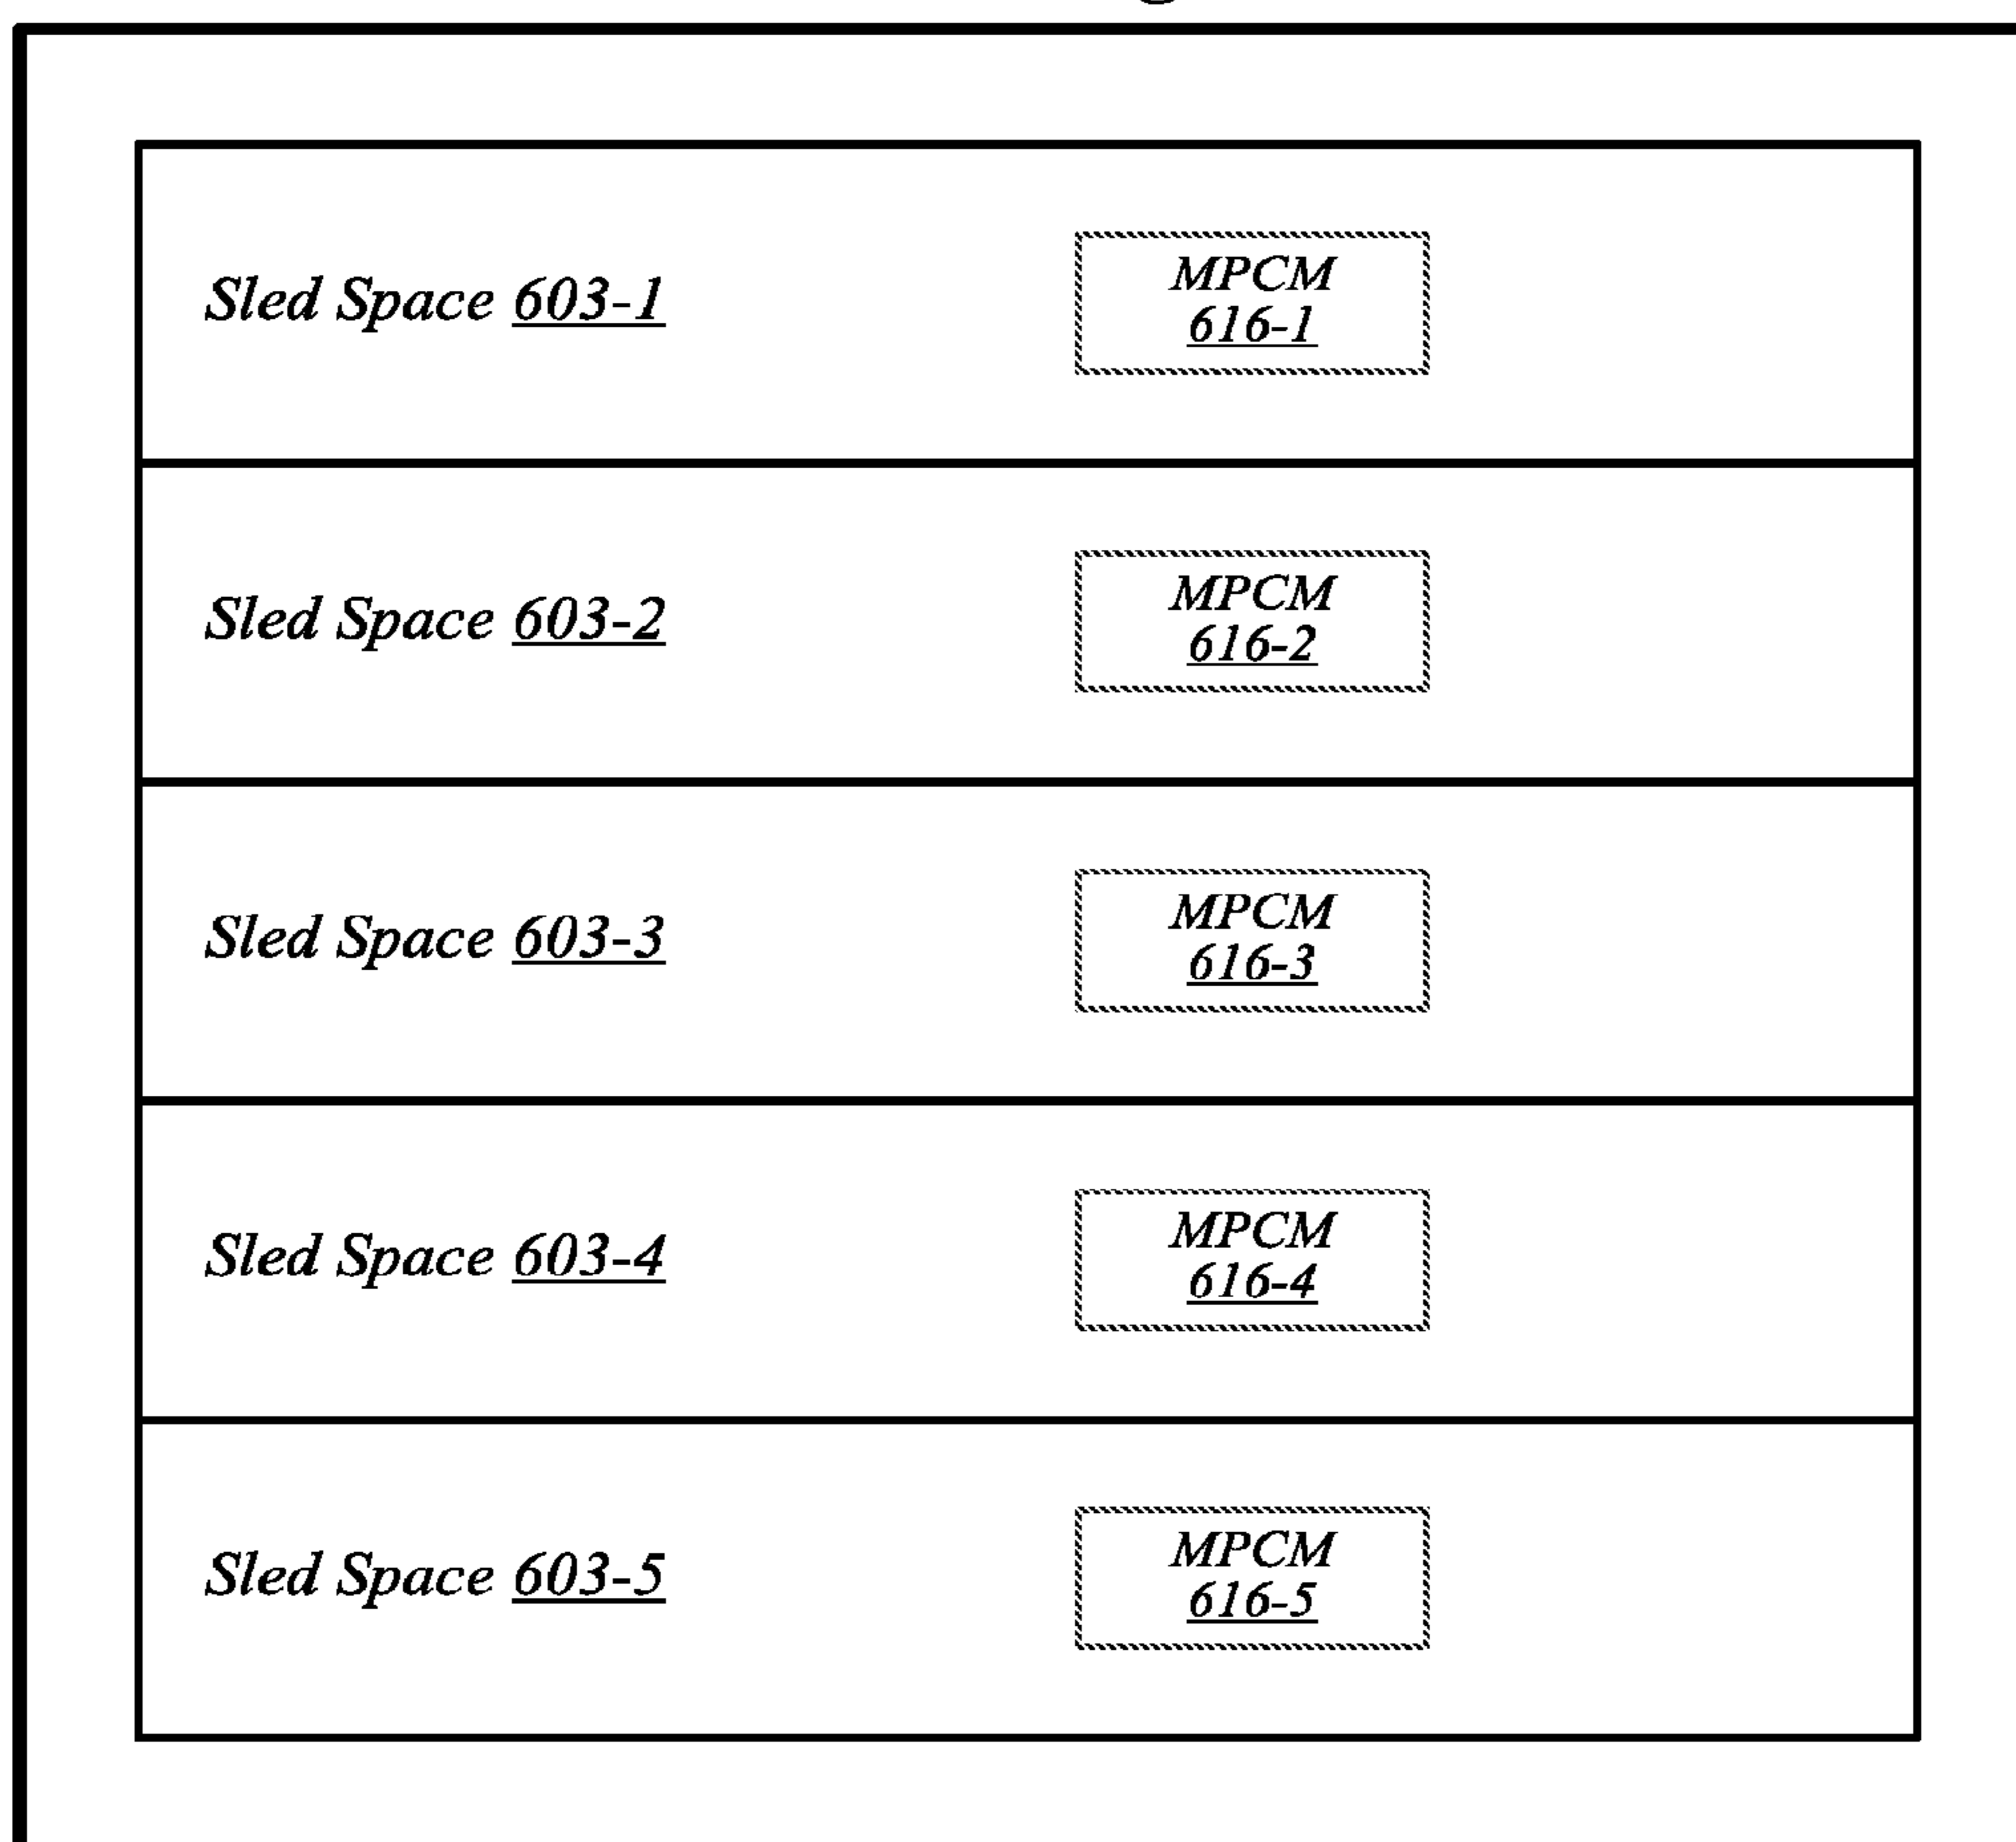 Sled Space 603-1
MPCM
616-1
Sled Space 603-2
MPCM
616-2
Sled Space 603-3
MPCM
616-3
Sled Space 603-4
MPCM
616-4
Sled Space 603-5
MPCM
616-5